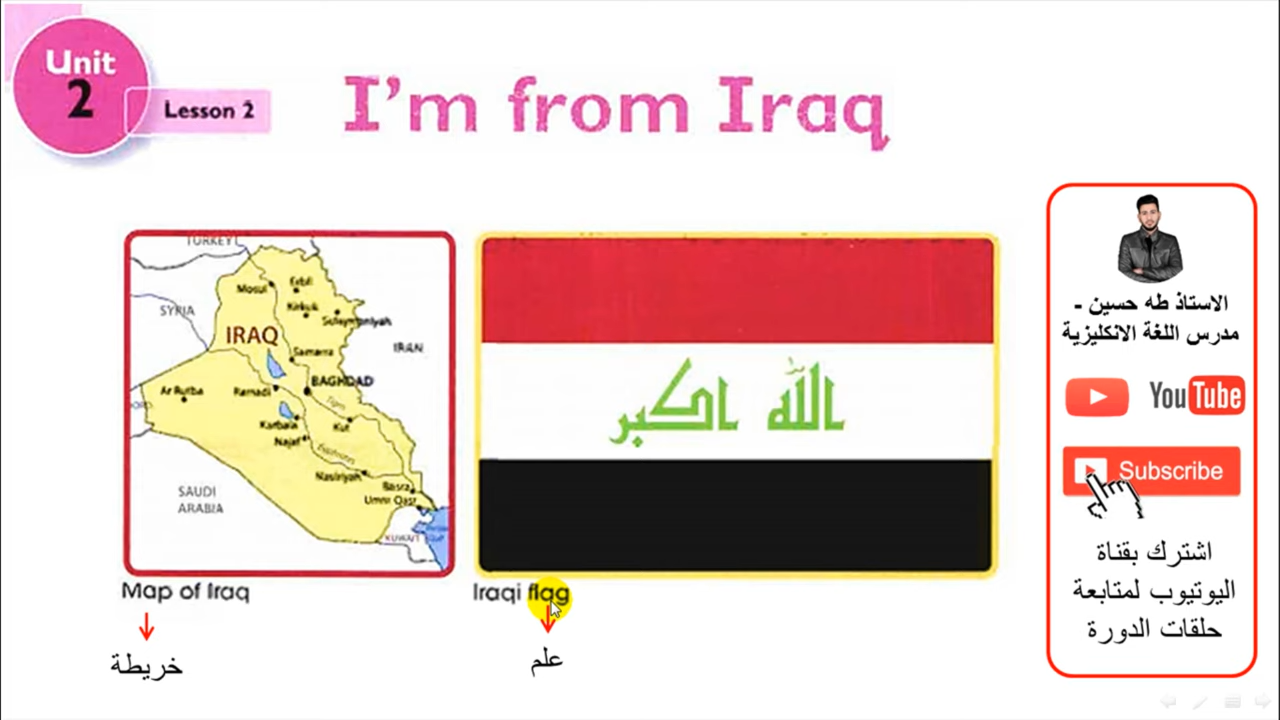 Unit
2
Lesson 2
I'm from Iraq
TURKEY
Mosul
Erbil
Kirkuk
SYRIA
Sulaymaniyah
IRAQ
IRAN
Samarra
BAGHDAD
Ar Rutba
Ramadi
Tigris
Karbala
Kut
Najaf
Nasiriyah
Basra
Umm Qasr
SAUDI
ARABIA
KUWAIT
Map of Iraq
خريطة
الله اكبر
Iraqi flag
علم
الاستاذ طه حسين -
مدرس اللغة الانكليزية
YouTube
Subscribe
اشترك بقناة
اليوتيوب لمتابعة
حلقات الدورة